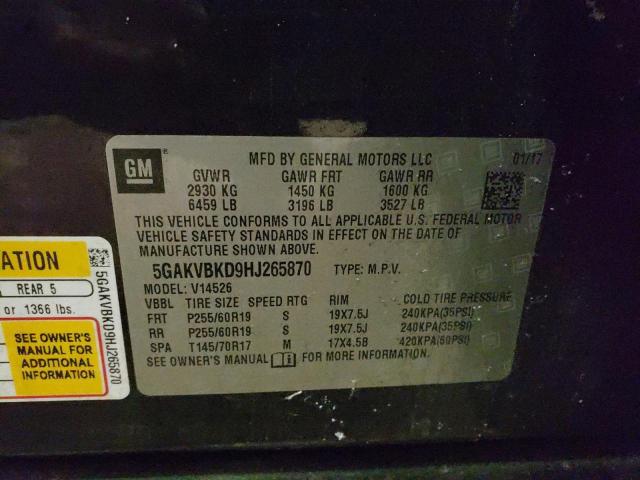 GM ®
MFD BY GENERAL MOTORS LLC 01/17
GVWR GAWR FRT GAWR RR
2930 KG 1450 KG 1600 KG
6459 LB 3196 LB 3527 LB
THIS VEHICLE CONFORMS TO ALL APPLICABLE U.S. FEDERAL MOTOR
VEHICLE SAFETY STANDARDS IN EFFECT ON THE DATE OF
MANUFACTURE SHOWN ABOVE.
5GAKVBKD9HJ265870 TYPE: M.P.V.
MODEL: V14526
VBBL TIRE SIZE SPEED RTG RIM COLD TIRE PRESSURE
FRT P255/60R19 S 19X7.5J 240KPA(35PSI)
RR P255/60R19 S 19X7.5J 240KPA(35PSI)
SPA T145/70R17 M 17X4.5B 420KPA(60PSI)
SEE OWNER'S MANUAL FOR MORE INFORMATION.
ATION
REAR 5
or 1366 lbs.
SEE OWNER'S
MANUAL FOR
ADDITIONAL
INFORMATION
5GAKVBKD9HJ265870